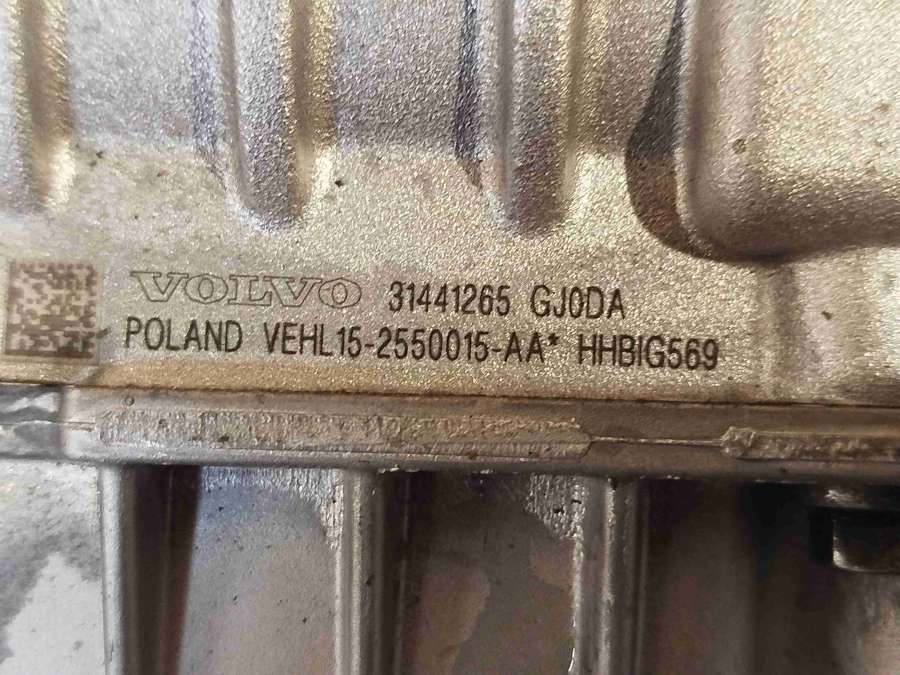 VOLVO 31441265 GJ0DA
POLAND VEHL15-2550015-AA* HHBIG569